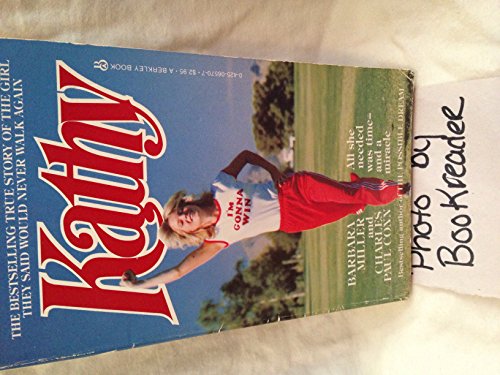 0-425-06570-7 • $2.95 • A BERKLEY BOOK
THE BESTSELLING TRUE STORY OF THE GIRL
THEY SAID WOULD NEVER WALK AGAIN
Kathy
I'M
GONNA
WIN
All she
needed
was time–
and a
miracle
BARBARA
MILLER
and
CHARLES
PAUL CONN
Bestselling author of THE POSSIBLE DREAM
Photo by
BooKreader